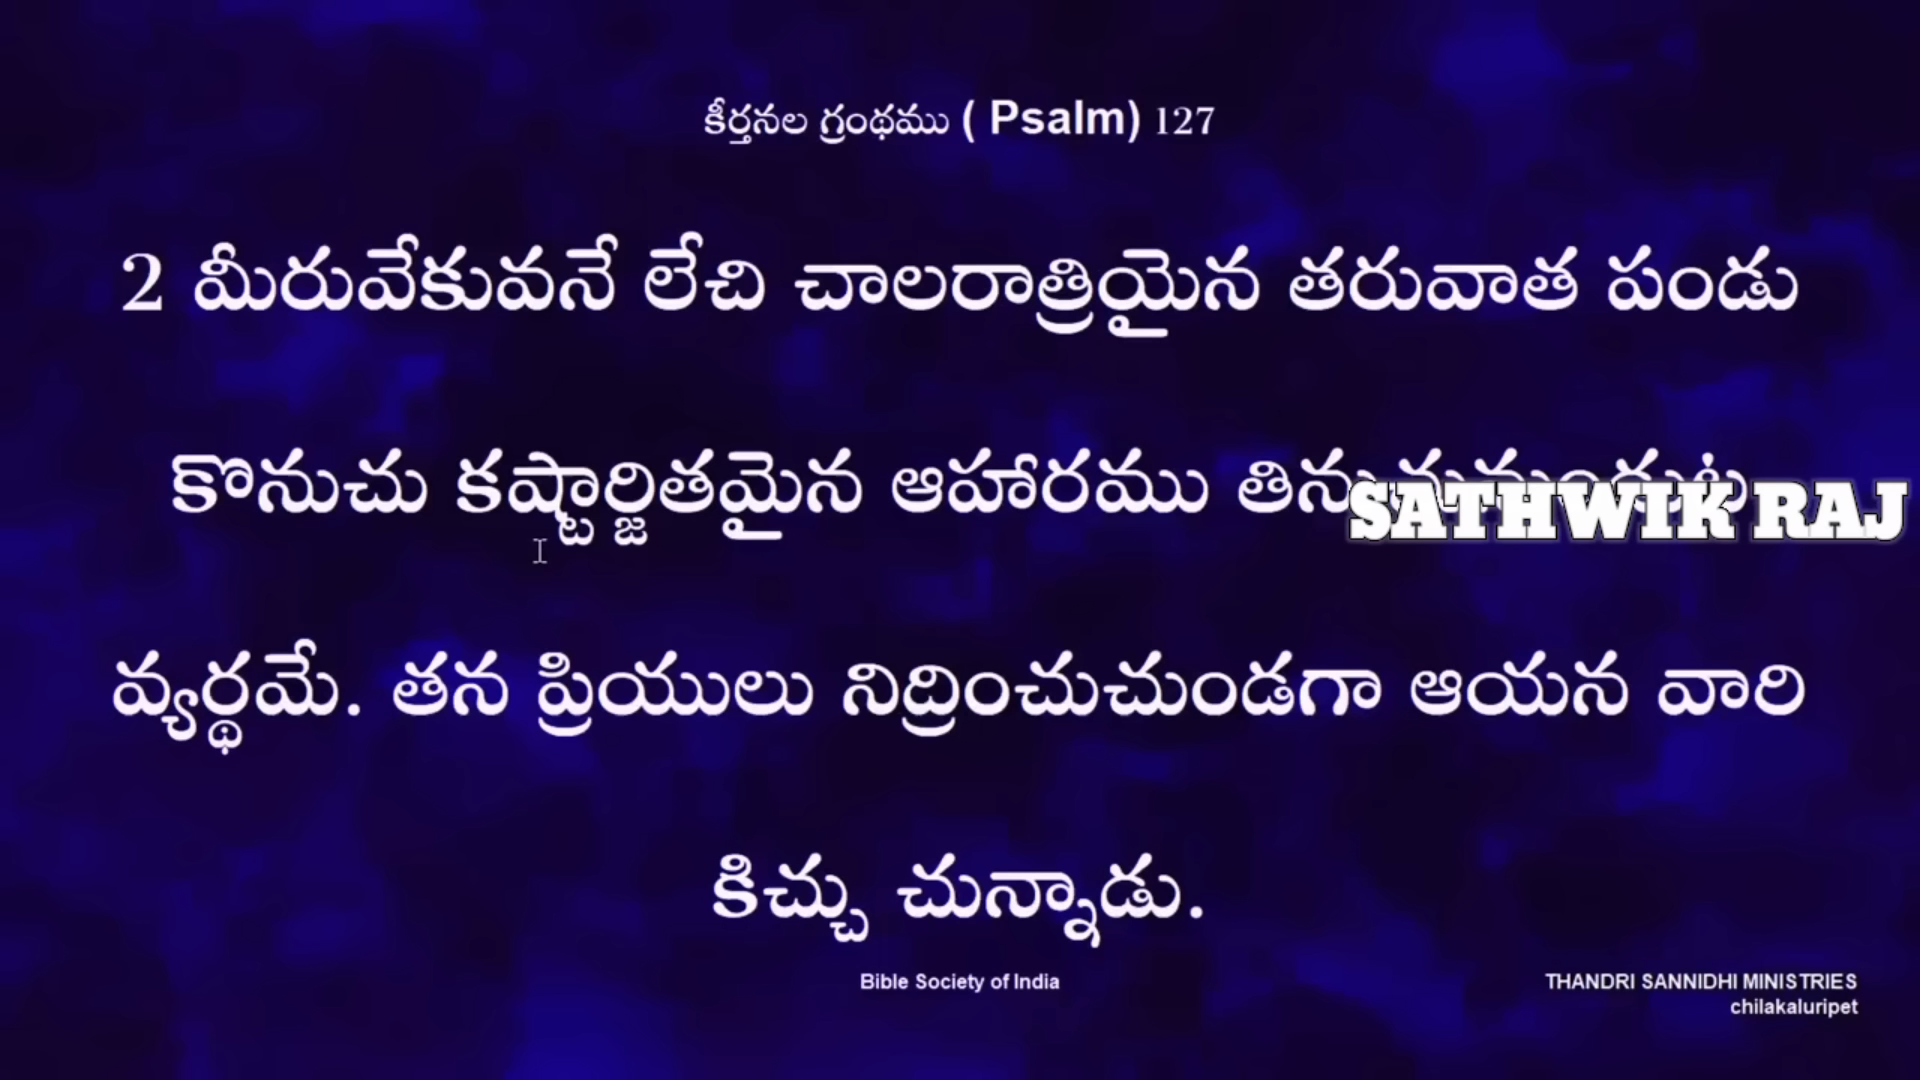 కీర్తనల గ్రంథము ( Psalm) 127
2 మీరువేకువనే లేచి చాలరాత్రియైన తరువాత పండు
కొనుచు కష్టార్జితమైన ఆహారము
SATHWIK RAJ
వ్యర్థమే. తన ప్రియులు నిద్రించుచుండగా ఆయన వారి
కిచ్చు చున్నాడు.
Bible Society of India
THANDRI SANNIDHI MINISTRIES
chilakaluripet